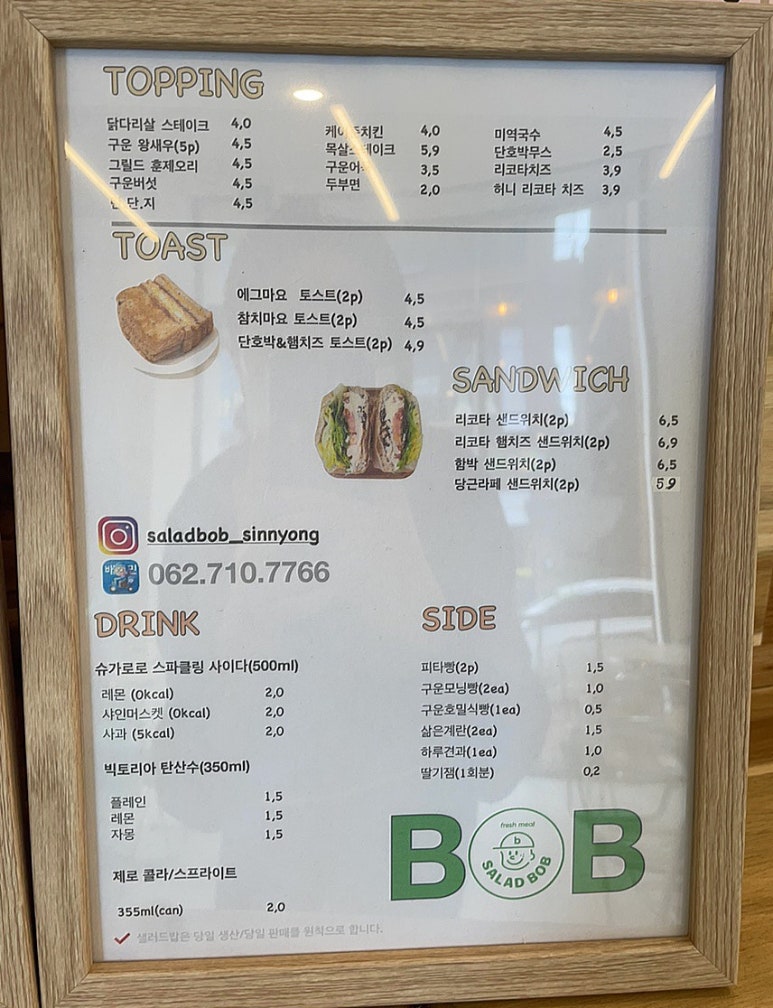 TOPPING
닭다리살 스테이크 4,0
구운 왕새우(5p) 4,5
그릴드 훈제오리 4,5
구운버섯 4,5
단.지 4,5
4,0
5,9
3,5
두부면 2,0
미역국수 4,5
단호박무스 2,5
리코타치즈 3,9
허니 리코타 치즈 3,9
TOAST
에그마요 토스트(2p) 4,5
참치마요 토스트(2p) 4,5
단호박&햄치즈 토스트(2p) 4,9
SANDWICH
리코타 샌드위치(2p) 6,5
리코타 햄치즈 샌드위치(2p) 6,9
함박 샌드위치(2p) 6,5
당근라페 샌드위치(2p) 5 9
saladbob_sinnyong
062.710.7766
DRINK
슈가로로 스파클링 사이다(500ml)
레몬 (0kcal) 2,0
샤인머스켓 (0kcal) 2,0
사과 (5kcal) 2,0
빅토리아 탄산수(350ml)
플레인 1,5
레몬 1,5
자몽 1,5
제로 콜라/스프라이트
355ml(can) 2,0
SIDE
피타빵(2p) 1,5
구운모닝빵(2ea) 1,0
구운호밀식빵(1ea) 0,5
삶은계란(2ea) 1,5
하루견과(1ea) 1,0
딸기잼(1회분) 0,2
B B
fresh meal
b
SALAD BOB
샐러드밥은 당일 생산/당일 판매를 원칙으로 합니다.